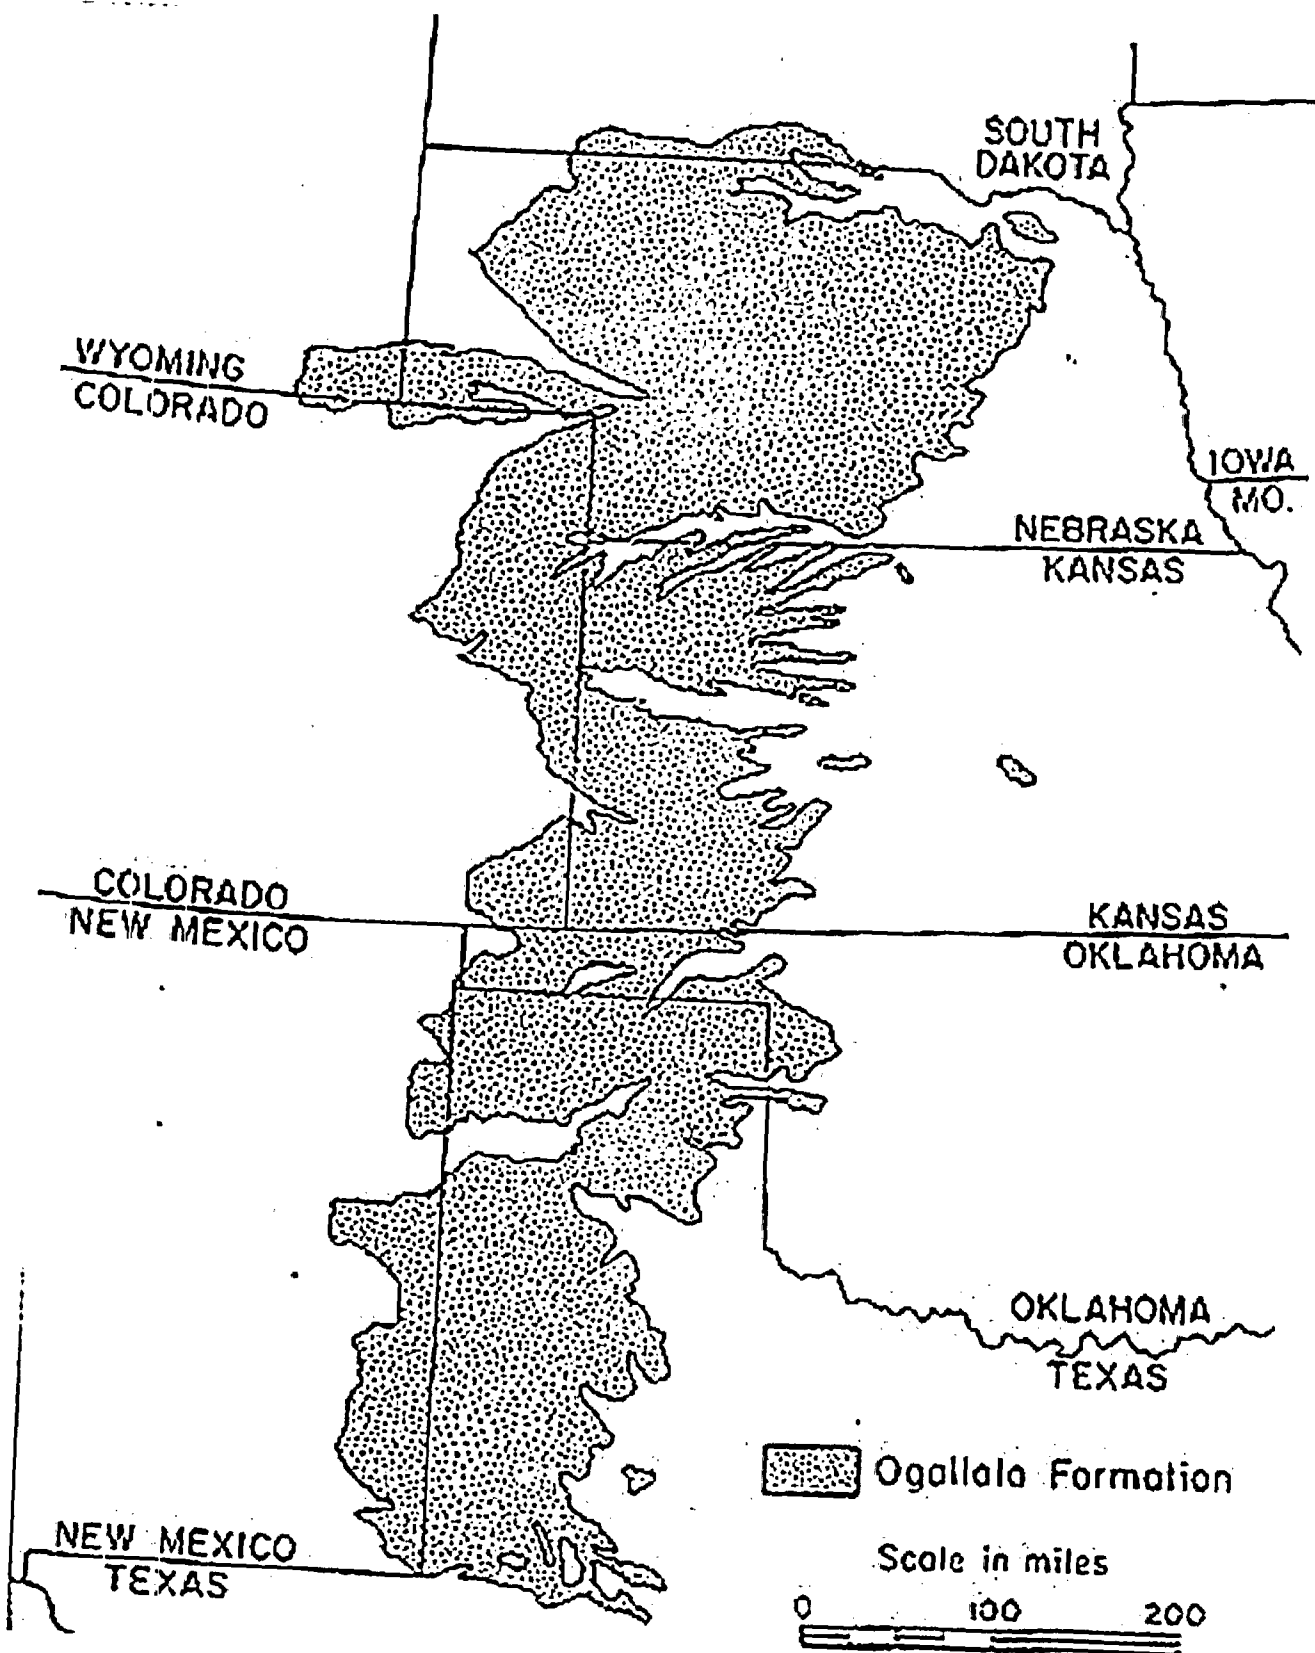 SOUTH
DAKOTA
WYOMING
COLORADO
IOWA
MO.
NEBRASKA
KANSAS
COLORADO
NEW MEXICO
KANSAS
OKLAHOMA
OKLAHOMA
TEXAS
Ogallala Formation
NEW MEXICO
TEXAS
Scale in miles
0 100 200